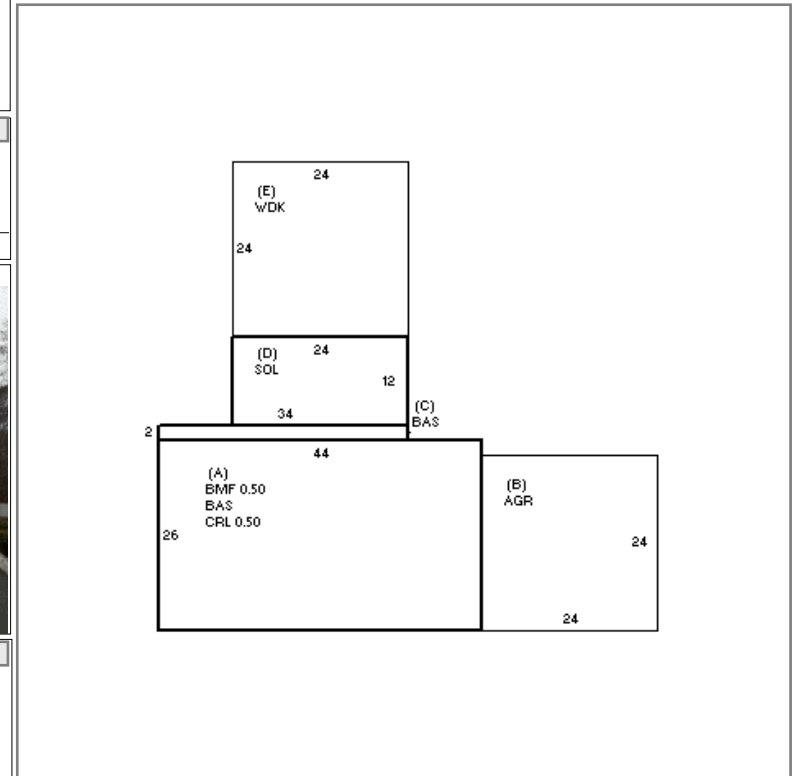 24
(E)
WDK
24
(D)
24
SOL
12
34
(C)
BAS
2
44
(A)
BMF 0.50
BAS
CRL 0.50
26
(B)
AGR
24
24